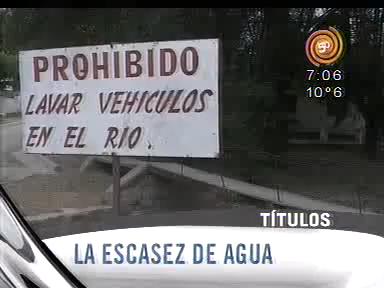 PROHIBIDO
LAVAR VEHICULOS
EN EL RIO.
7:06
10°6
TÍTULOS
LA ESCASEZ DE AGUA